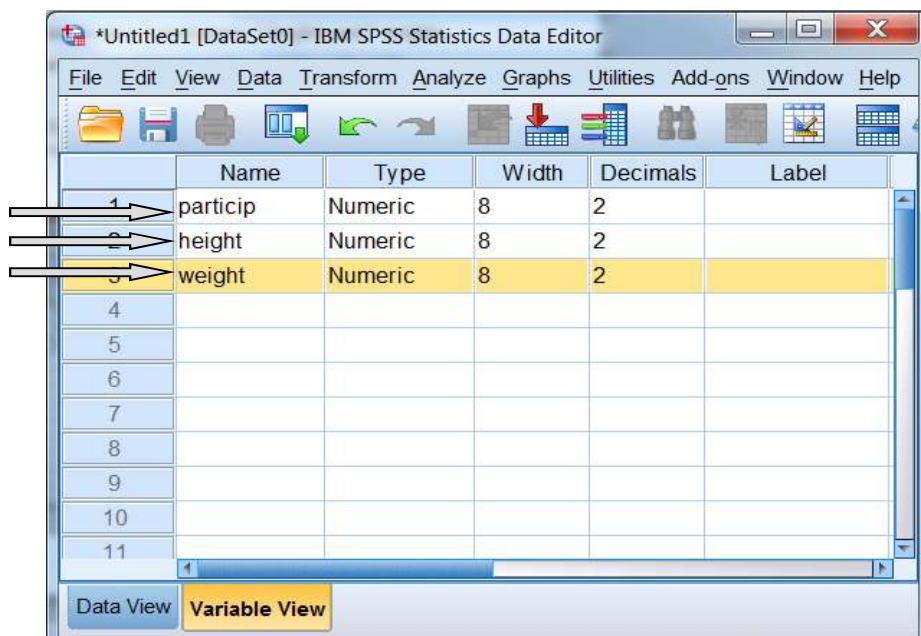 *Untitled1 [DataSet0] - IBM SPSS Statistics Data Editor
File Edit View Data Transform Analyze Graphs Utilities Add-ons Window Help
Name Type Width Decimals Label
1 particip Numeric 8 2
2 height Numeric 8 2
3 weight Numeric 8 2
4
5
6
7
8
9
10
11
Data View Variable View